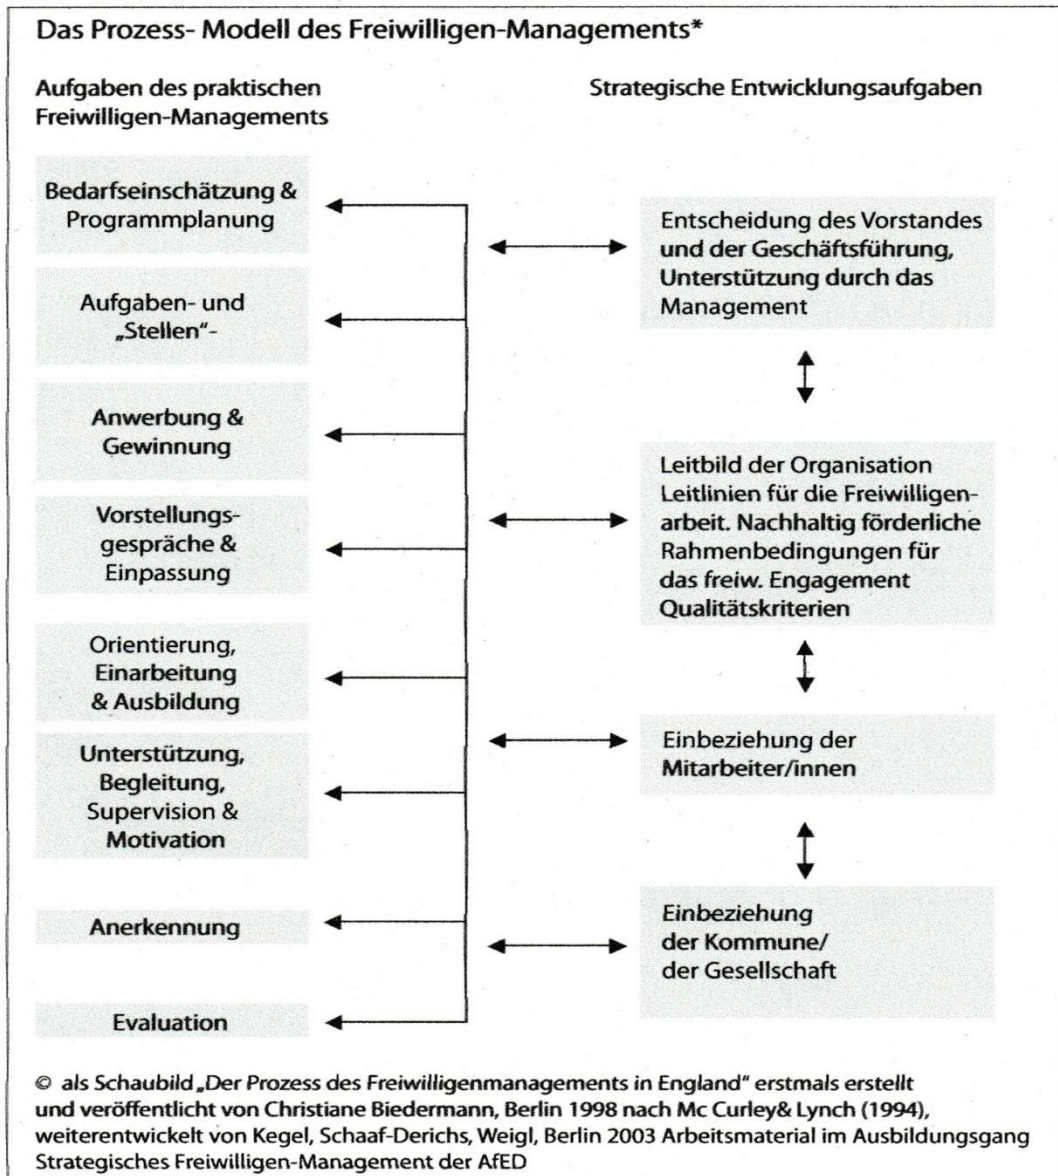 Das Prozess- Modell des Freiwilligen-Managements*
Aufgaben des praktischen
Freiwilligen-Managements
Strategische Entwicklungsaufgaben
Bedarfseinschätzung &
Programmplanung
Aufgaben- und
„Stellen"-
Anwerbung &
Gewinnung
Vorstellungs-
gespräche &
Einpassung
Orientierung,
Einarbeitung
& Ausbildung
Unterstützung,
Begleitung,
Supervision &
Motivation
Anerkennung
Evaluation
Entscheidung des Vorstandes
und der Geschäftsführung,
Unterstützung durch das
Management
Leitbild der Organisation
Leitlinien für die Freiwilligen-
arbeit. Nachhaltig förderliche
Rahmenbedingungen für
das freiw. Engagement
Qualitätskriterien
Einbeziehung der
Mitarbeiter/innen
Einbeziehung
der Kommune/
der Gesellschaft
© als Schaubild „Der Prozess des Freiwilligenmanagements in England" erstmals erstellt
und veröffentlicht von Christiane Biedermann, Berlin 1998 nach Mc Curley& Lynch (1994),
weiterentwickelt von Kegel, Schaaf-Derichs, Weigl, Berlin 2003 Arbeitsmaterial im Ausbildungsgang
Strategisches Freiwilligen-Management der AfED